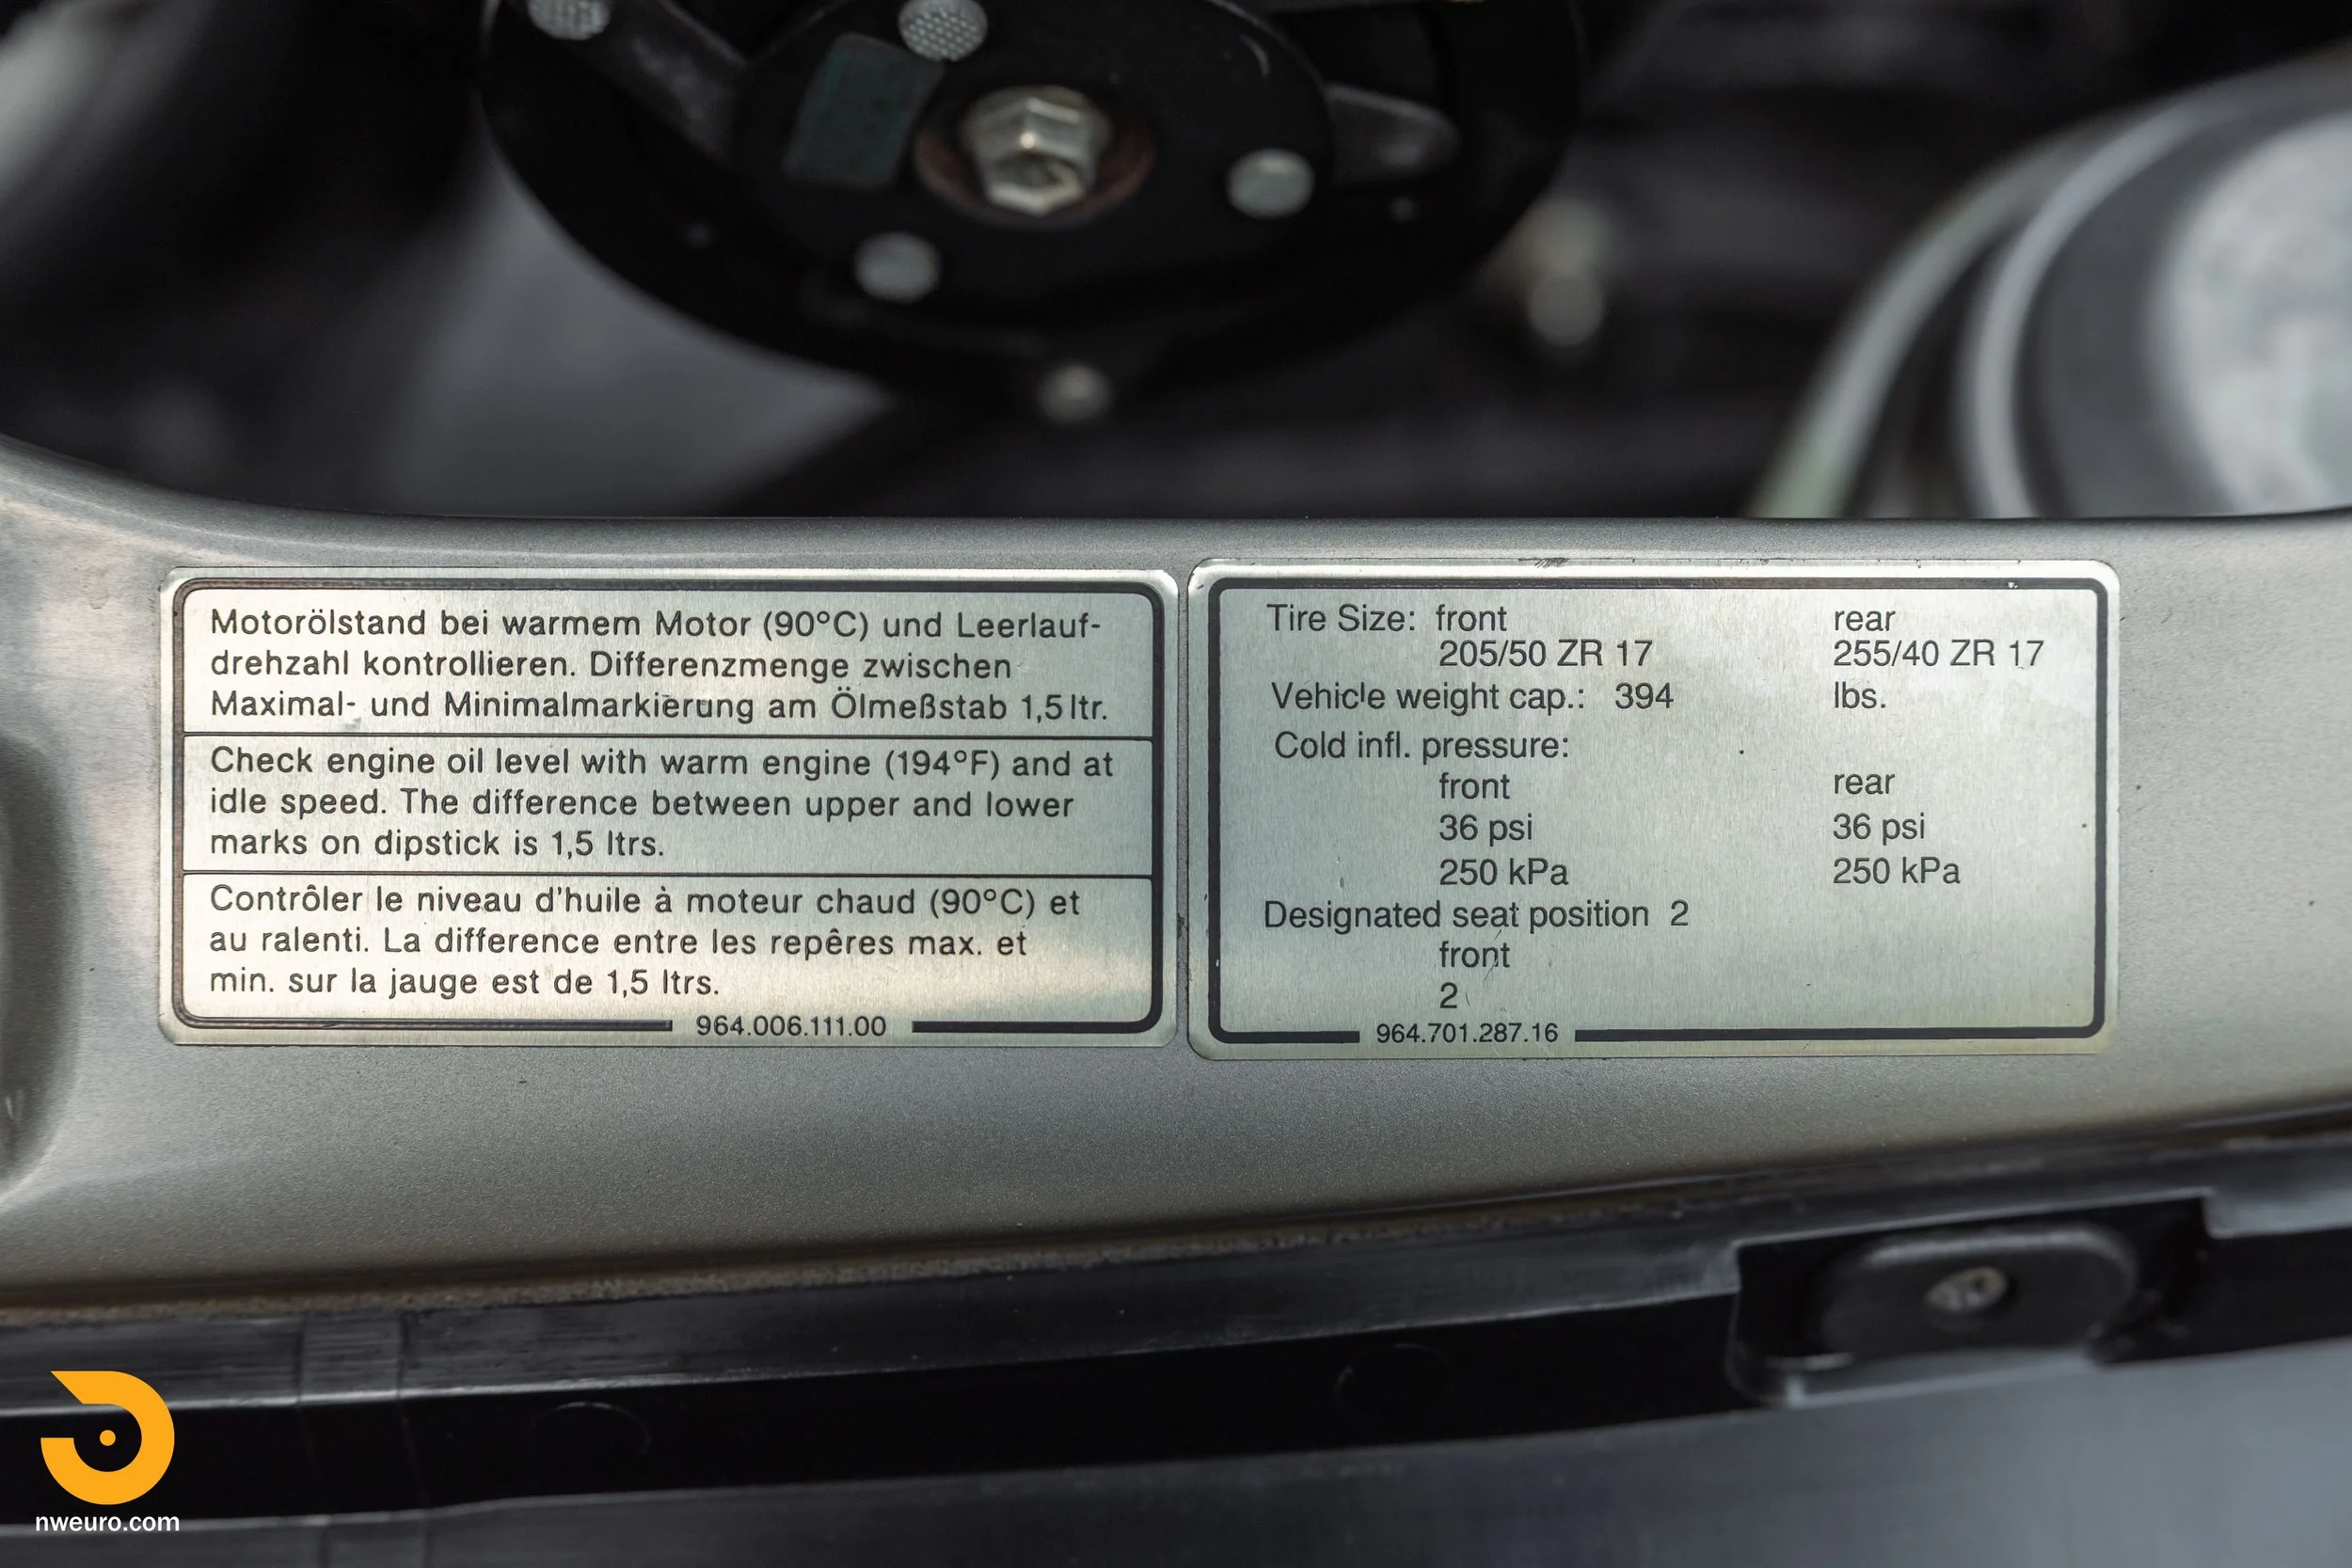 Motorölstand bei warmem Motor (90°C) und Leerlauf-
drehzahl kontrollieren. Differenzmenge zwischen
Maximal- und Minimalmarkierung am Ölmeßstab 1,5 ltr.
Check engine oil level with warm engine (194°F) and at
idle speed. The difference between upper and lower
marks on dipstick is 1,5 ltrs.
Contrôler le niveau d'huile à moteur chaud (90°C) et
au ralenti. La difference entre les repêres max. et
min. sur la jauge est de 1,5 ltrs.
964.006.111.00
Tire Size: front rear
205/50 ZR 17 255/40 ZR 17
Vehicle weight cap.: 394 lbs.
Cold infl. pressure:
front rear
36 psi 36 psi
250 kPa 250 kPa
Designated seat position 2
front
2
964.701.287.16
nweuro.com